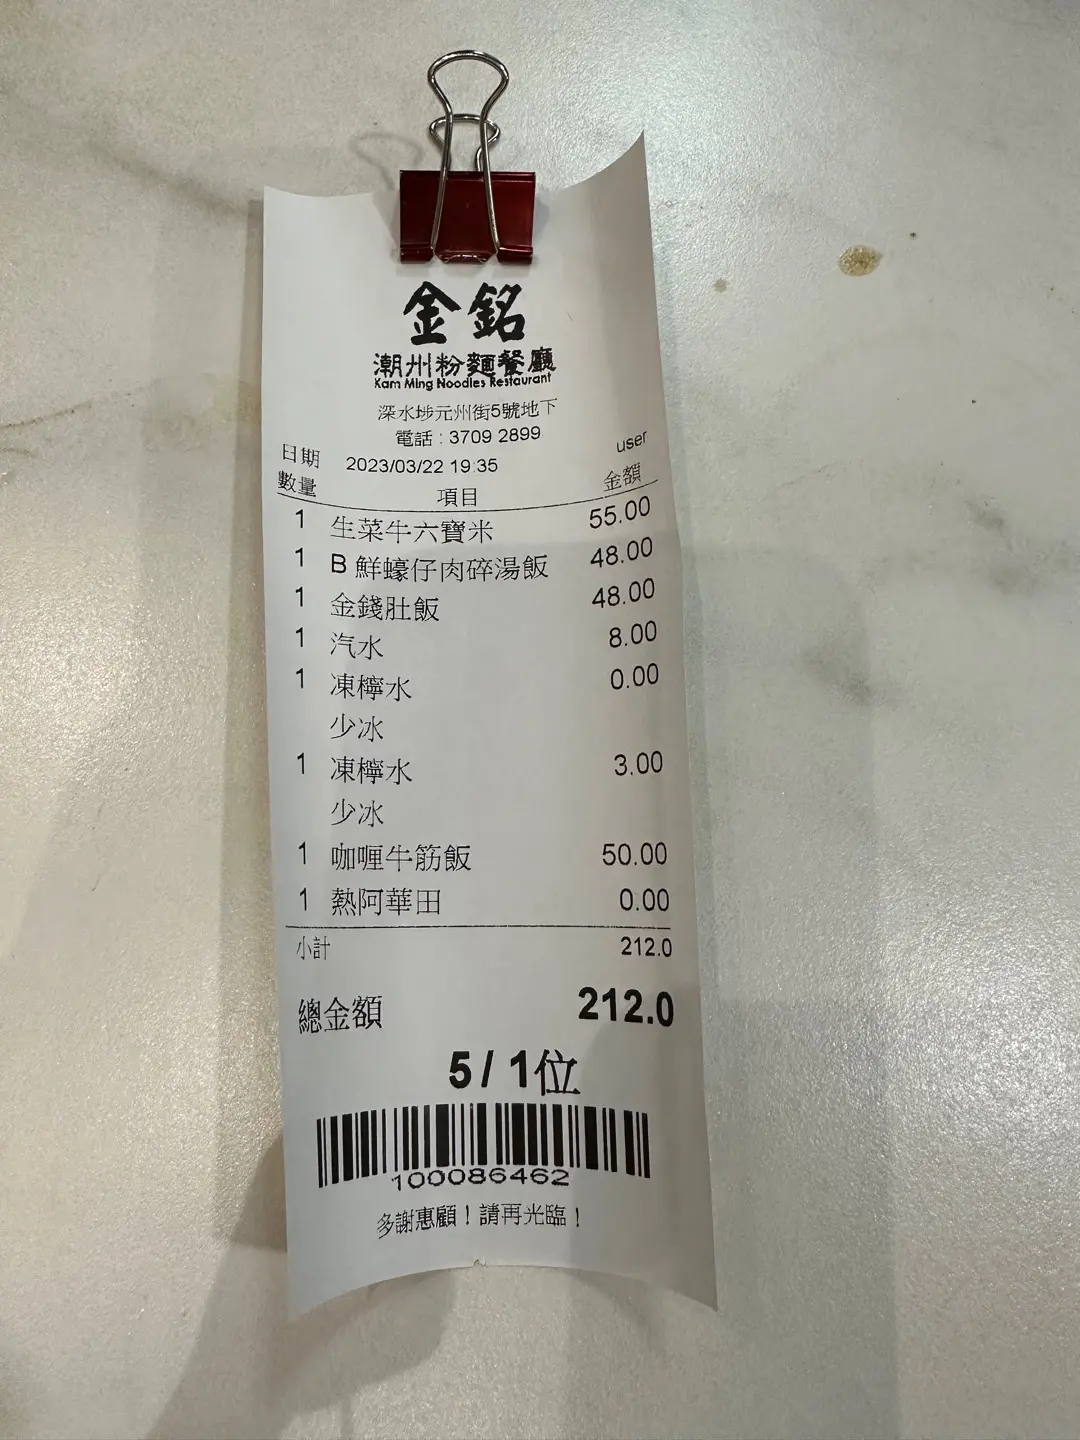 金銘
潮州粉麵餐廳
Kam Ming Noodles Restaurant
深水埗元州街5號地下
電話 : 3709 2899
日期 2023/03/22 19:35 user
數量 項目 金額
1 生菜牛六寶米 55.00
1 B 鮮蠔仔肉碎湯飯 48.00
1 金錢肚飯 48.00
1 汽水 8.00
1 凍檸水 0.00
少冰
1 凍檸水 3.00
少冰
1 咖喱牛筋飯 50.00
1 熱阿華田 0.00
小計 212.0
總金額 212.0
5 / 1位
100086462
多謝惠顧！請再光臨！